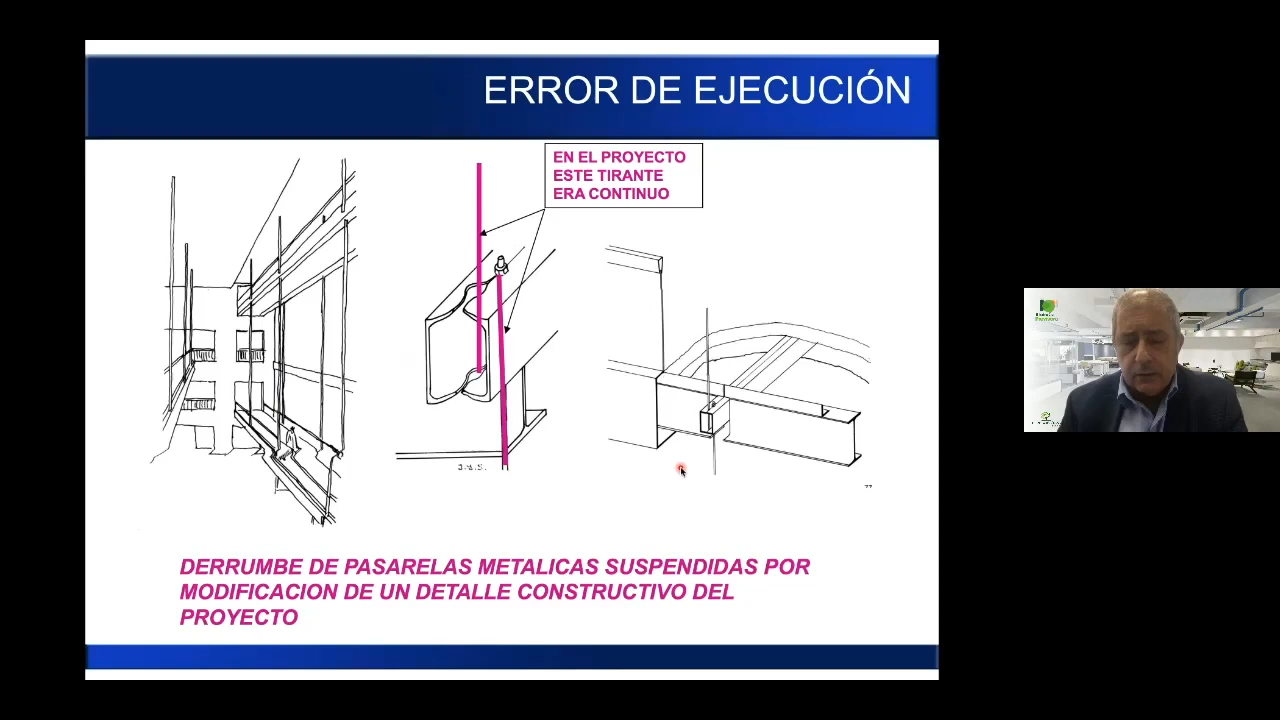 ERROR DE EJECUCIÓN
EN EL PROYECTO
ESTE TIRANTE
ERA CONTINUO
J.M.S.
77
DERRUMBE DE PASARELAS METALICAS SUSPENDIDAS POR
MODIFICACION DE UN DETALLE CONSTRUCTIVO DEL
PROYECTO